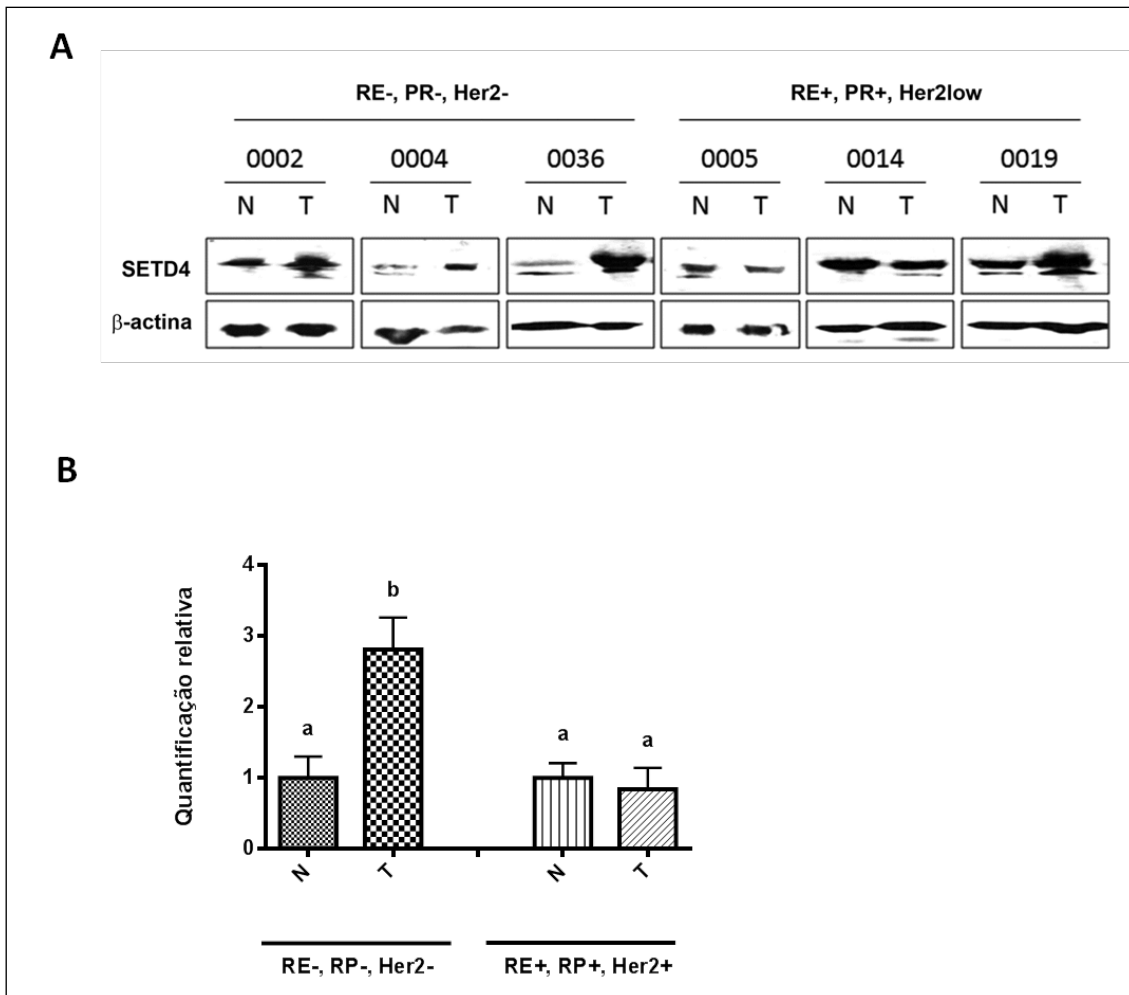 A
RE-, PR-, Her2- RE+, PR+, Her2low
0002 0004 0036 0005 0014 0019
N T N T N T N T N T N T
SETD4
β-actina
B
Quantificação relativa
4
3
2
1
0
a b a a
N T N T
RE-, RP-, Her2- RE+, RP+, Her2+